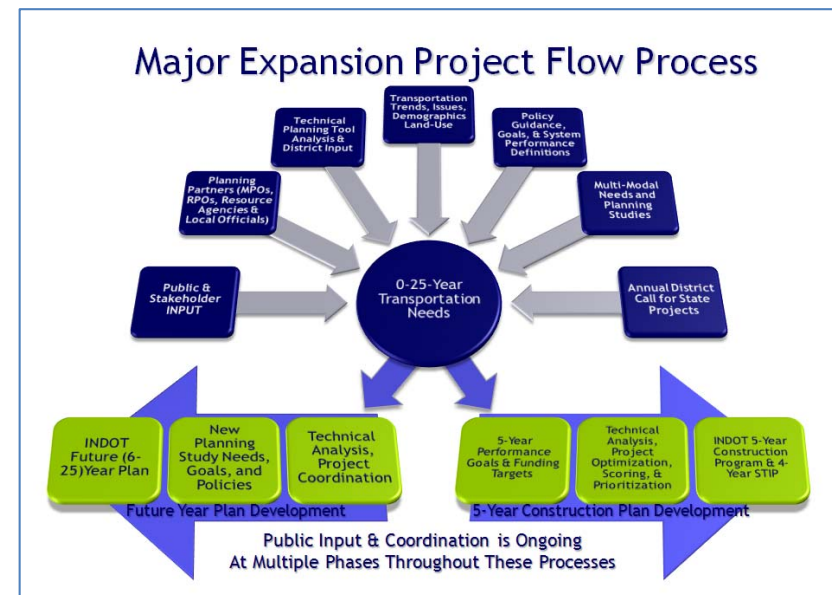 Major Expansion Project Flow Process
Transportation
Trends, Issues,
Demographics
Land-Use
Technical
Planning Tool
Analysis &
District Input
Policy
Guidance,
Goals, & System
Performance
Definitions
Planning
Partners (MPOs,
RPOs, Resource
Agencies &
Local Officials)
Multi-Modal
Needs and
Planning
Studies
Public &
Stakeholder
INPUT
0-25-Year
Transportation
Needs
Annual District
Call for State
Projects
INDOT
Future (6-
25)Year Plan
New
Planning
Study Needs,
Goals, and
Policies
Technical
Analysis,
Project
Coordination
5-Year
Performance
Goals & Funding
Targets
Technical
Analysis,
Project
Optimization,
Scoring, &
Prioritization
INDOT 5-Year
Construction
Program & 4-
Year STIP
Future Year Plan Development
5-Year Construction Plan Development
Public Input & Coordination is Ongoing
At Multiple Phases Throughout These Processes